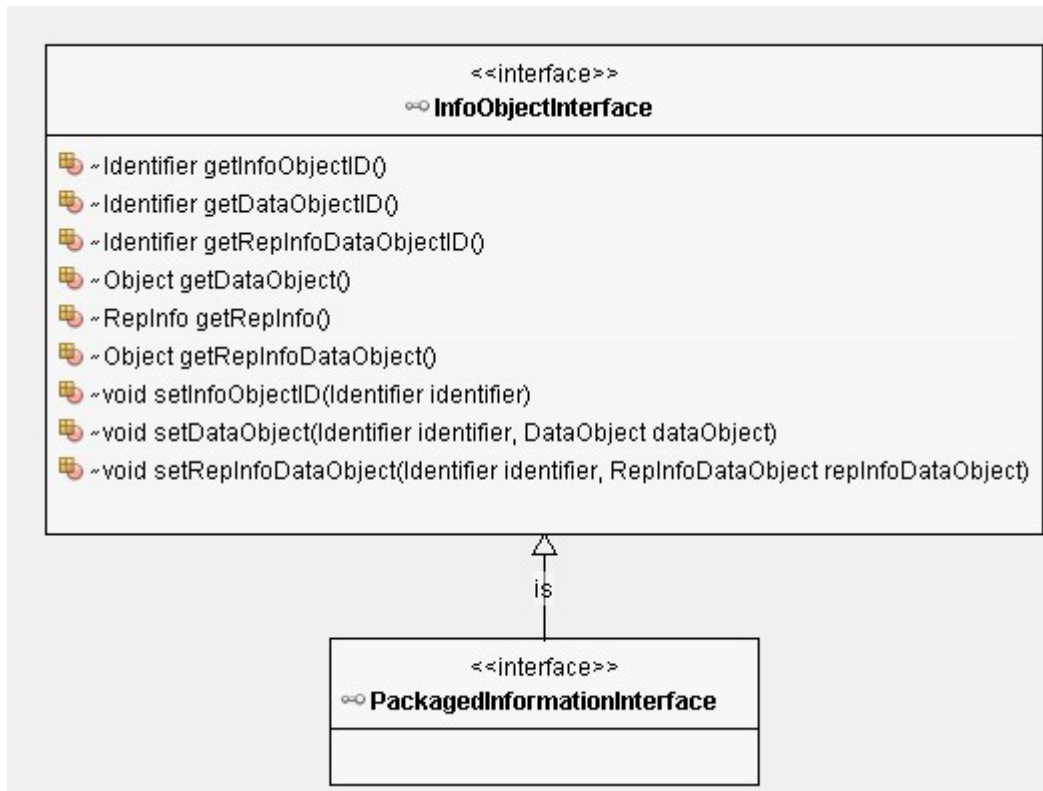 <<interface>>
InfoObjectInterface
~Identifier getInfoObjectID()
~Identifier getDataObjectID()
~Identifier getRepInfoDataObjectID()
~Object getDataObject()
~RepInfo getRepInfo()
~Object getRepInfoDataObject()
~void setInfoObjectID(Identifier identifier)
~void setDataObject(Identifier identifier, DataObject dataObject)
~void setRepInfoDataObject(Identifier identifier, RepInfoDataObject repInfoDataObject)
is
<<interface>>
PackagedInformationInterface